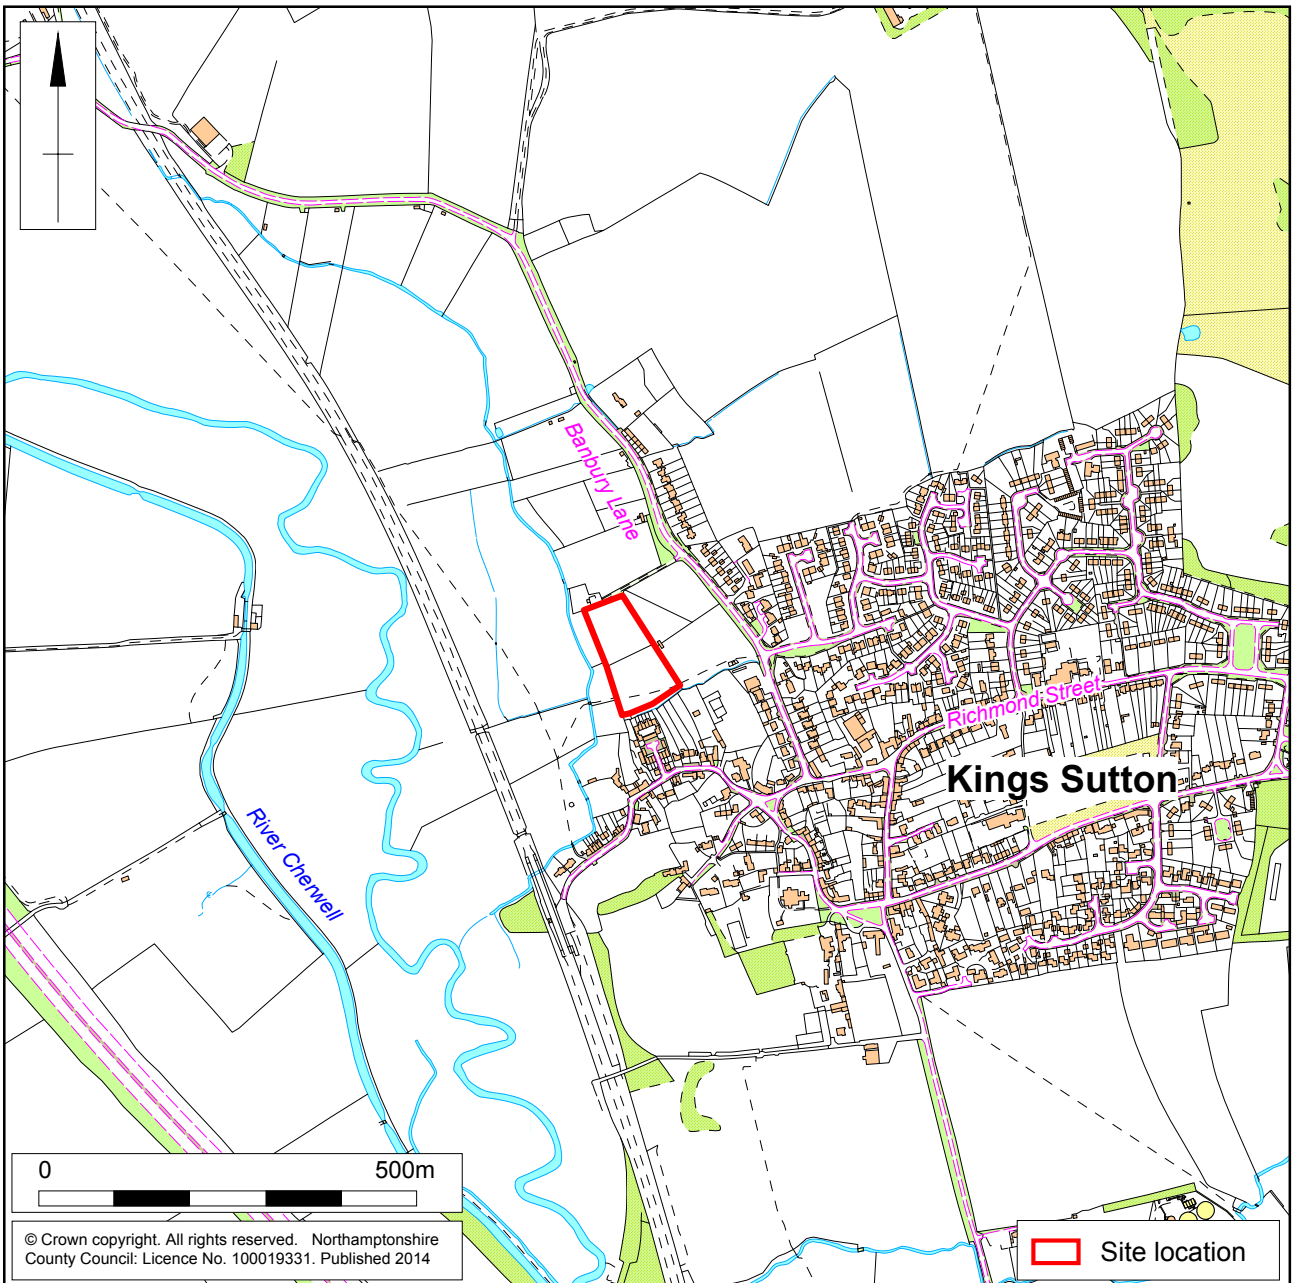 Banbury Lane
Richmond Street
Kings Sutton
River Cherwell
0 500m
© Crown copyright. All rights reserved. Northamptonshire
County Council: Licence No. 100019331. Published 2014
Site location